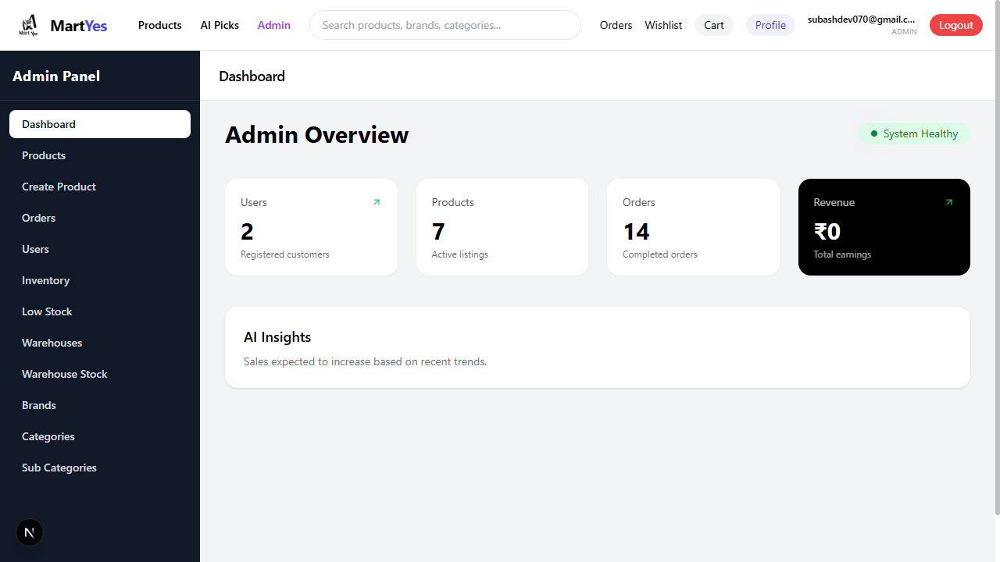 Mart Yes
MartYes
Products
AI Picks
Admin
Search products, brands, categories...
Orders
Wishlist
Cart
Profile
subashdev070@gmail.c...
ADMIN
Logout
Admin Panel
Dashboard
Products
Create Product
Orders
Users
Inventory
Low Stock
Warehouses
Warehouse Stock
Brands
Categories
Sub Categories
N
Dashboard
Admin Overview
System Healthy
Users
2
Registered customers
Products
7
Active listings
Orders
14
Completed orders
Revenue
₹0
Total earnings
AI Insights
Sales expected to increase based on recent trends.